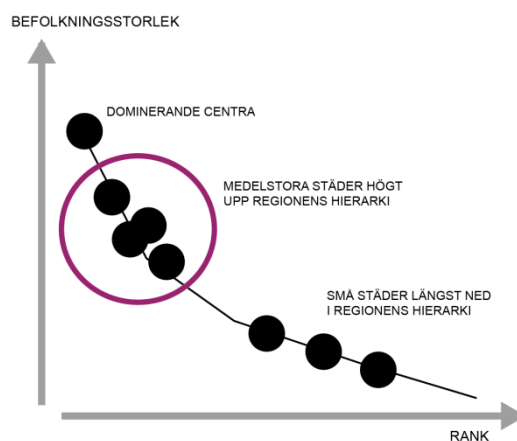 BEFOLKNINGSSTORLEK
DOMINERANDE CENTRA
MEDELSTORA STÄDER HÖGT
UPP REGIONENS HIERARKI
SMÅ STÄDER LÄNGST NED
I REGIONENS HIERARKI
RANK